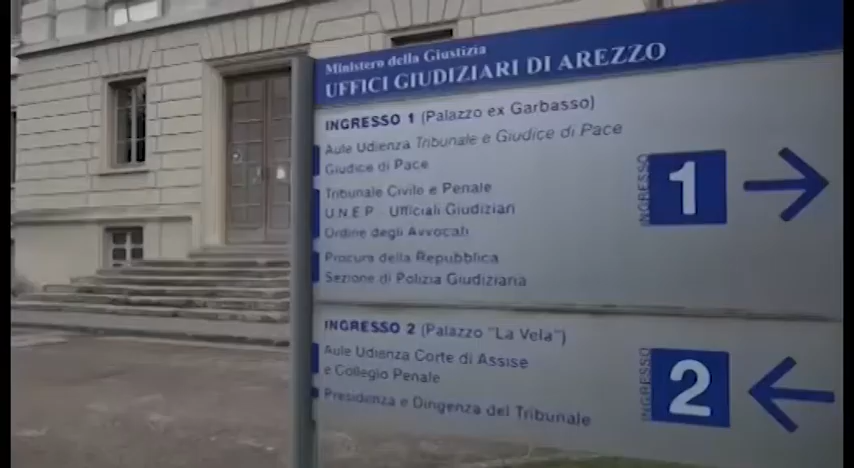 Ministero della Giustizia
UFFICI GIUDIZIARI DI AREZZO
INGRESSO 1 (Palazzo ex Garbasso)
Aule Udienza Tribunale e Giudice di Pace
Giudice di Pace
Tribunale Civile e Penale
U.N.E.P. Ufficiali Giudiziari
Ordine degli Avvocati
Procura della Repubblica
Sezione di Polizia Giudiziaria
INGRESSO 1
INGRESSO 2 (Palazzo "La Vela")
Aule Udienza Corte di Assise
e Collegio Penale
Presidenza e Dirigenza del Tribunale
INGRESSO 2